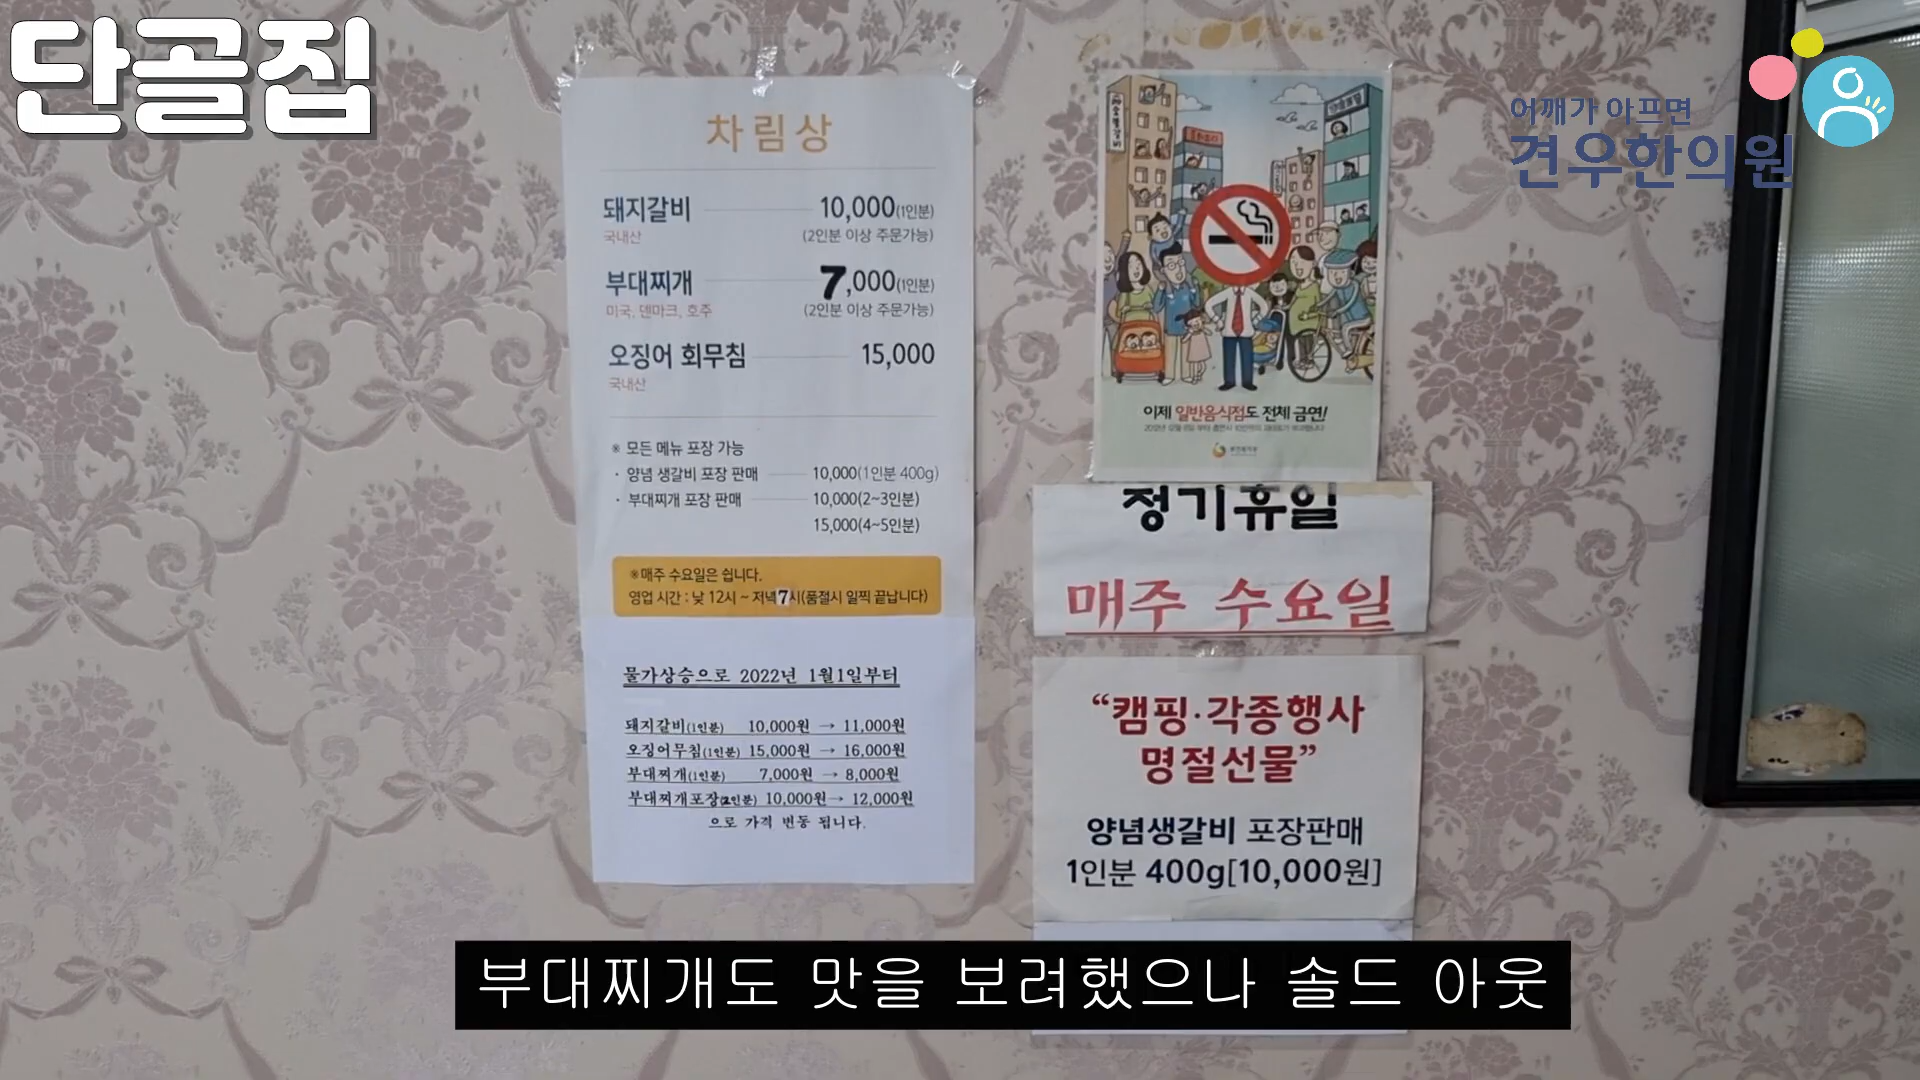 단골집
어깨가 아프면
견우한의원
차림상
돼지갈비 10,000(1인분)
국내산 (2인분 이상 주문가능)
부대찌개 7,000(1인분)
미국, 덴마크, 호주 (2인분 이상 주문가능)
오징어 회무침 15,000
국내산
※ 모든 메뉴 포장 가능
· 양념 생갈비 포장 판매 10,000(1인분 400g)
· 부대찌개 포장 판매 10,000(2~3인분)
15,000(4~5인분)
※매주 수요일은 쉽니다.
영업 시간 : 낮 12시 ~ 저녁7시(품절시 일찍 끝납니다)
물가상승으로 2022년 1월1일부터
돼지갈비(1인분) 10,000원 → 11,000원
오징어무침(1인분) 15,000원 → 16,000원
부대찌개(1인분) 7,000원 → 8,000원
부대찌개포장(2인분) 10,000원→ 12,000원
으로 가격 변동 됩니다.
이제 일반음식점도 전체 금연!
정기휴일
매주 수요일
“캠핑·각종행사
명절선물”
양념생갈비 포장판매
1인분 400g[10,000원]
부대찌개도 맛을 보려했으나 솔드 아웃